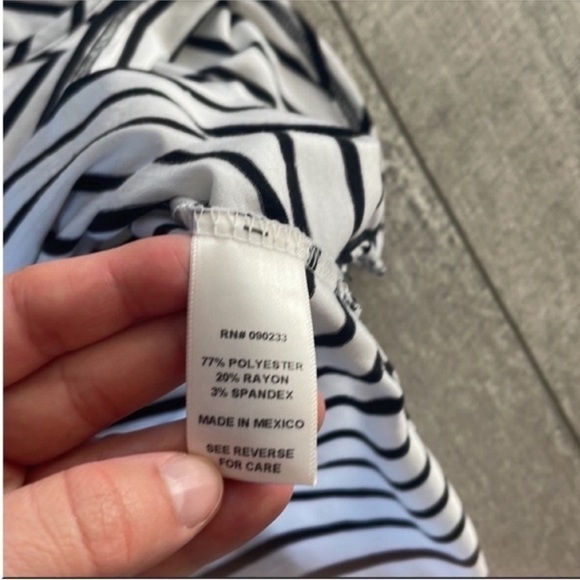 RN# 090233
77% POLYESTER
20% RAYON
3% SPANDEX
MADE IN MEXICO
SEE REVERSE
FOR CARE